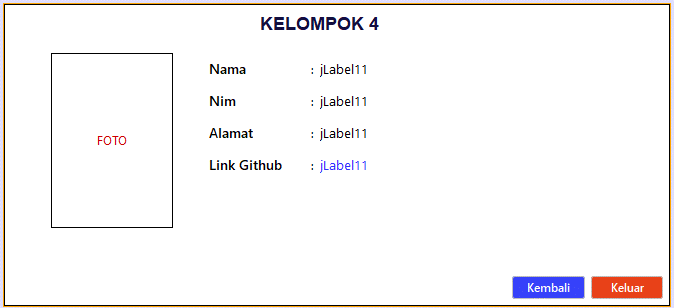 KELOMPOK 4
FOTO
Nama : jLabel11
Nim : jLabel11
Alamat : jLabel11
Link Github : jLabel11
Kembali Keluar